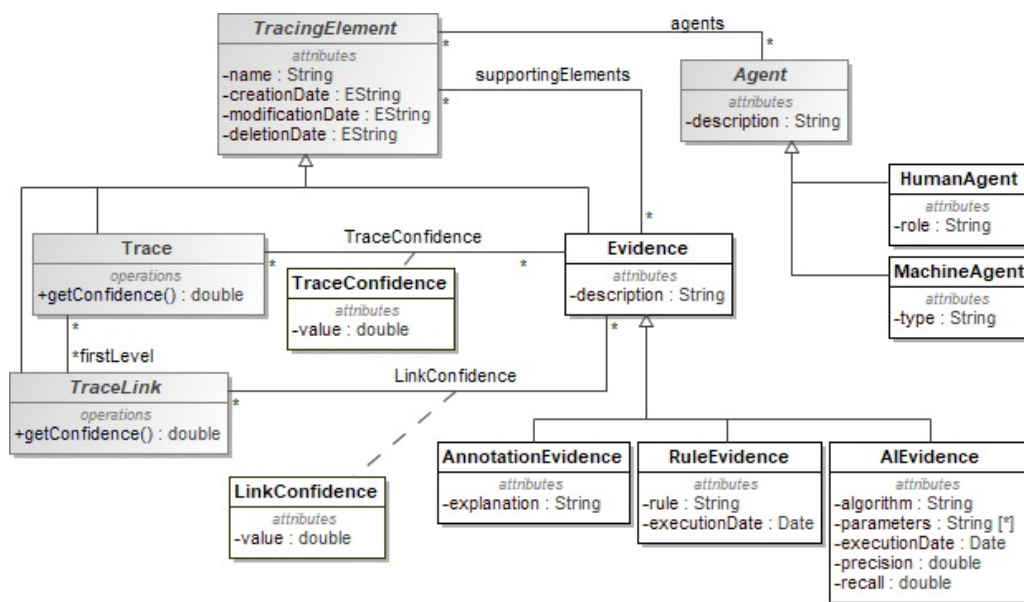 TracingElement
attributes
-name : String
-creationDate : EString
-modificationDate : EString
-deletionDate : EString
agents
*
*
supportingElements
*
*
Agent
attributes
-description : String
HumanAgent
attributes
-role : String
MachineAgent
attributes
-type : String
Trace
operations
+getConfidence() : double
TraceConfidence
*
*
TraceConfidence
attributes
-value : double
Evidence
attributes
-description : String
*
*firstLevel
TraceLink
operations
+getConfidence() : double
LinkConfidence
*
*
LinkConfidence
attributes
-value : double
AnnotationEvidence
attributes
-explanation : String
RuleEvidence
attributes
-rule : String
-executionDate : Date
AIEvidence
attributes
-algorithm : String
-parameters : String [*]
-executionDate : Date
-precision : double
-recall : double